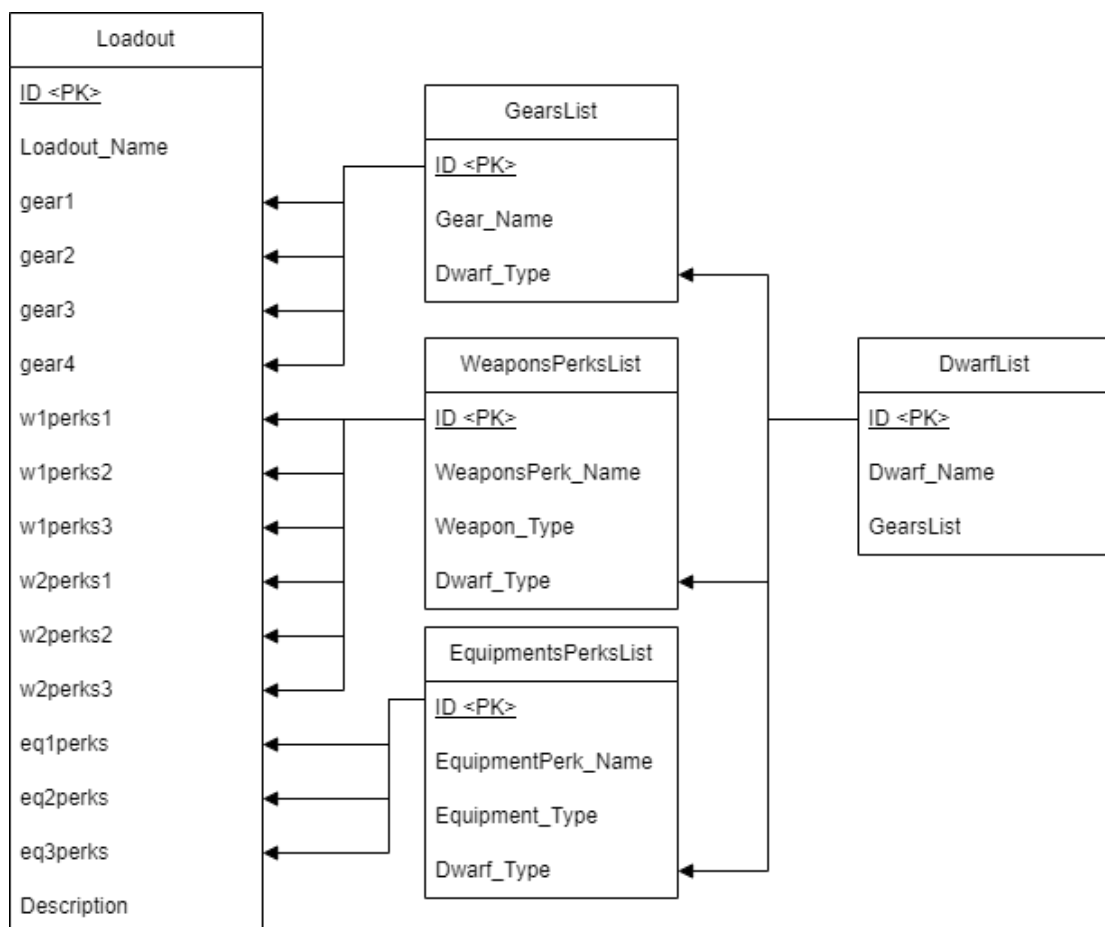 Loadout
ID <PK>
Loadout_Name
gear1
gear2
gear3
gear4
w1perks1
w1perks2
w1perks3
w2perks1
w2perks2
w2perks3
eq1perks
eq2perks
eq3perks
Description
GearsList
ID <PK>
Gear_Name
Dwarf_Type
WeaponsPerksList
ID <PK>
WeaponsPerk_Name
Weapon_Type
Dwarf_Type
EquipmentsPerksList
ID <PK>
EquipmentPerk_Name
Equipment_Type
Dwarf_Type
DwarfList
ID <PK>
Dwarf_Name
GearsList